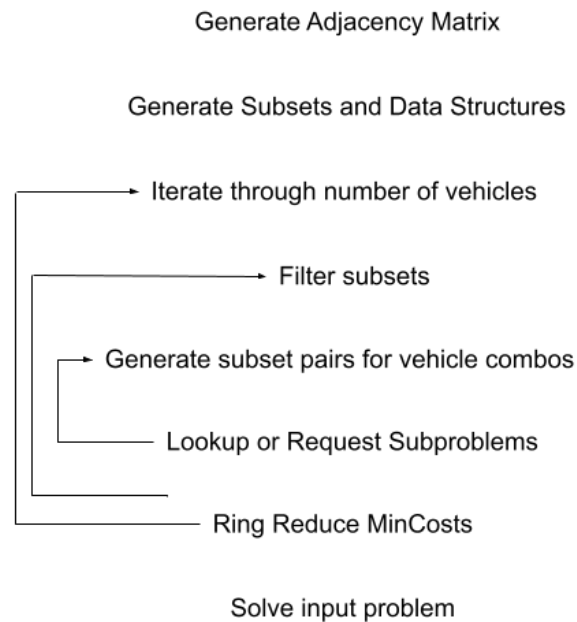 Generate Adjacency Matrix
Generate Subsets and Data Structures
Iterate through number of vehicles
Filter subsets
Generate subset pairs for vehicle combos
Lookup or Request Subproblems
Ring Reduce MinCosts
Solve input problem